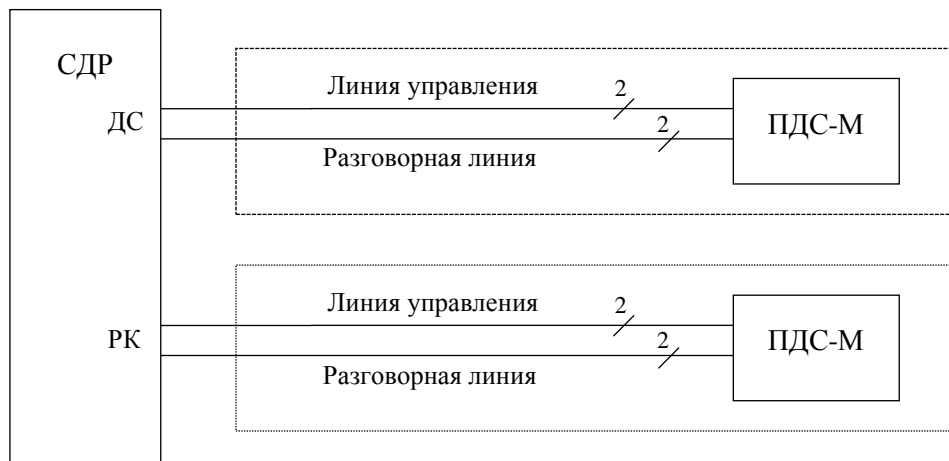 СДР
Линия управления
2
ДС
2
ПДС-М
Разговорная линия
Линия управления
2
РК
2
ПДС-М
Разговорная линия